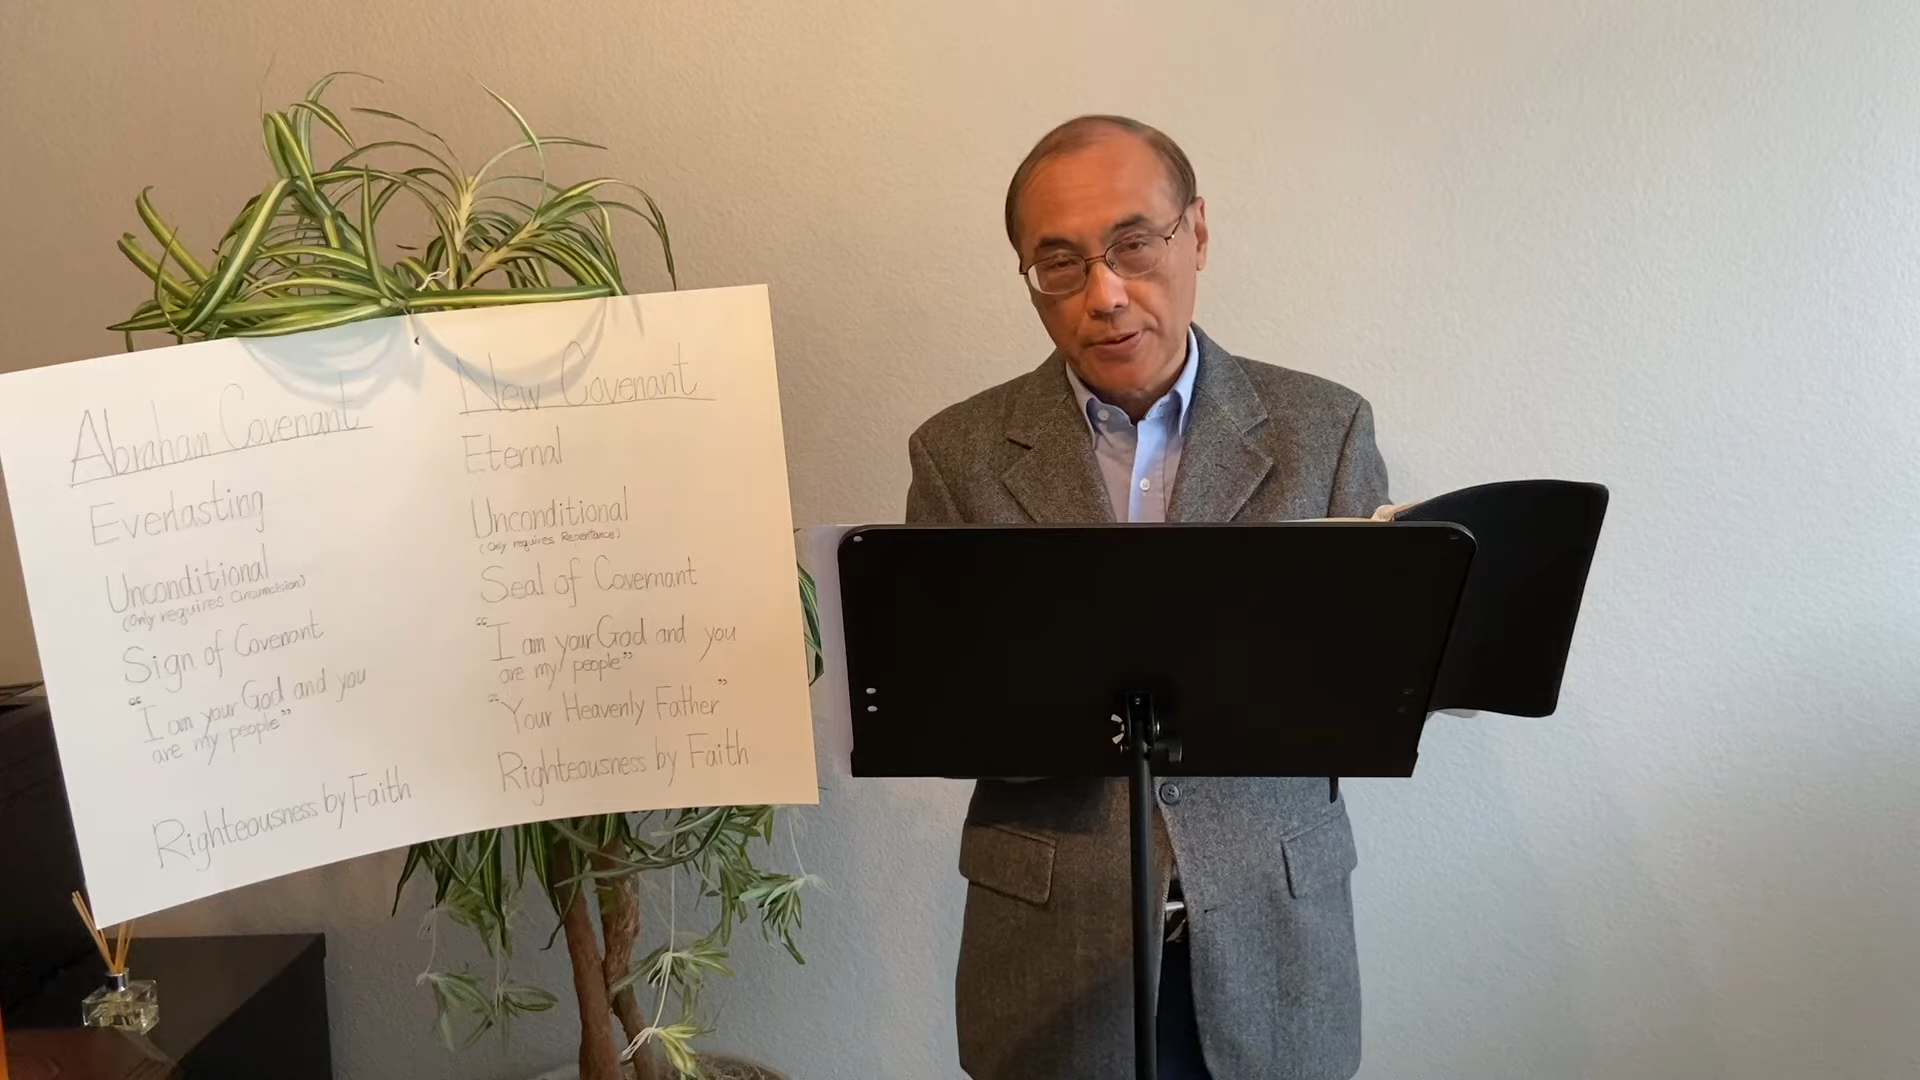 Abraham Covenant
Everlasting
Unconditional
(Only requires Circumcision)
Sign of Covenant
“I am your God and you
are my people”
Righteousness by Faith
New Covenant
Eternal
Unconditional
(Only requires Repentance)
Seal of Covernant
“I am your God and you
are my people”
“Your Heavenly Father”
Righteousness by Faith